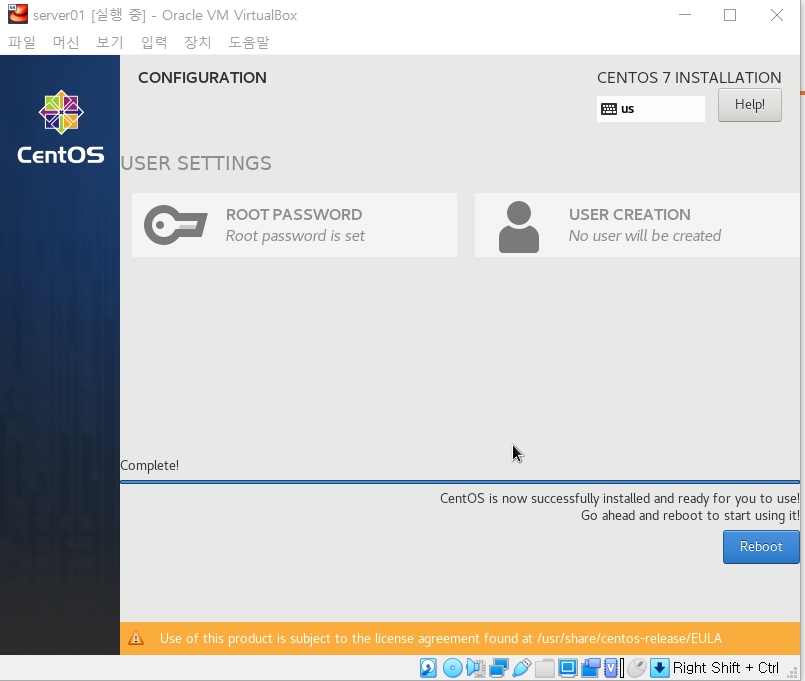 server01 [실행 중] - Oracle VM VirtualBox
파일 머신 보기 입력 장치 도움말
CentOS
CONFIGURATION
CENTOS 7 INSTALLATION
us
Help!
USER SETTINGS
ROOT PASSWORD
Root password is set
USER CREATION
No user will be created
Complete!
CentOS is now successfully installed and ready for you to use!
Go ahead and reboot to start using it!
Reboot
Use of this product is subject to the license agreement found at /usr/share/centos-release/EULA
Right Shift + Ctrl